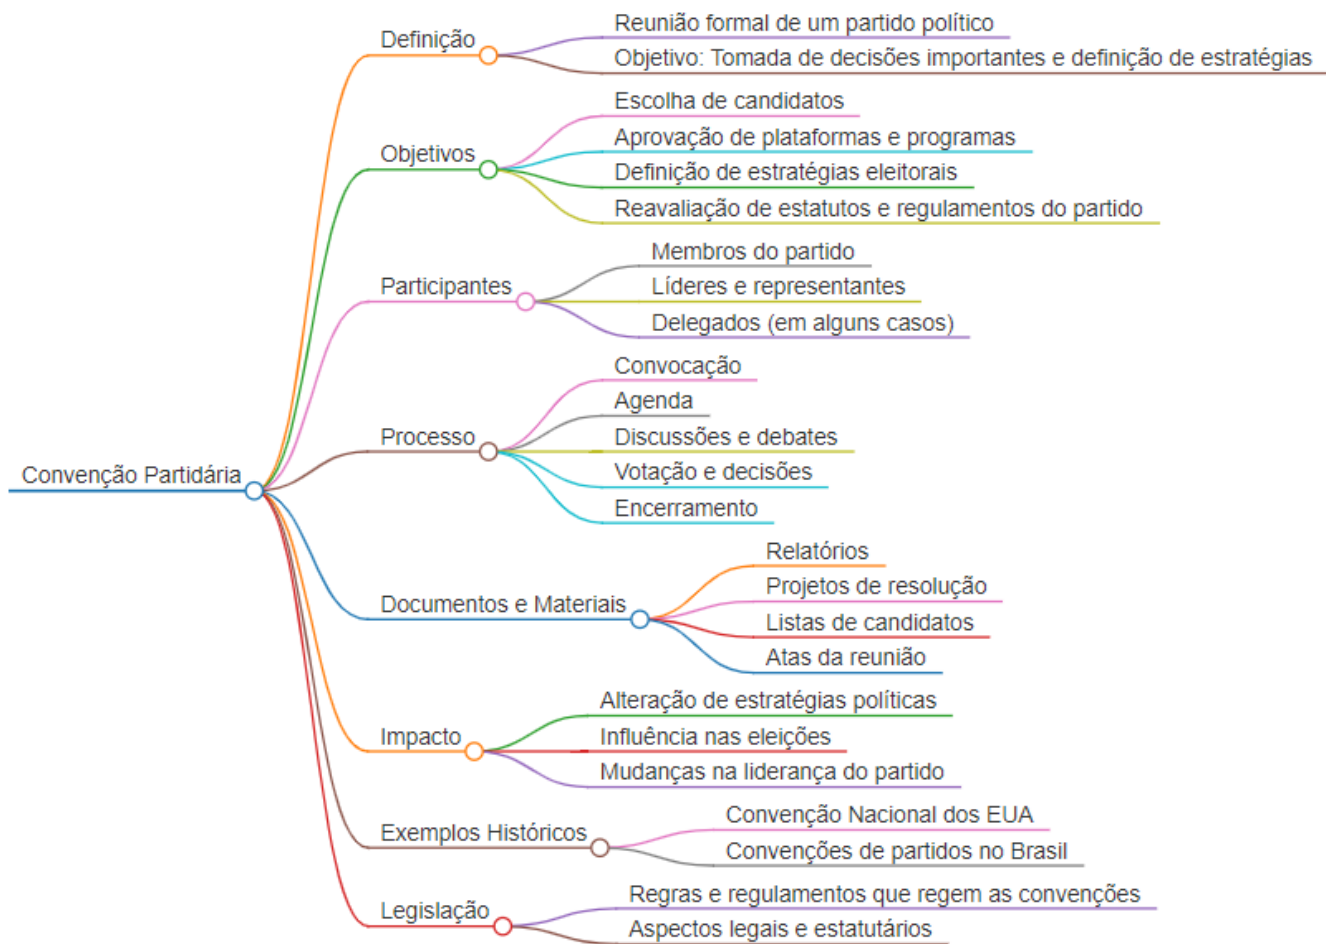 Definição
Reunião formal de um partido político
Objetivo: Tomada de decisões importantes e definição de estratégias
Objetivos
Escolha de candidatos
Aprovação de plataformas e programas
Definição de estratégias eleitorais
Reavaliação de estatutos e regulamentos do partido
Participantes
Membros do partido
Líderes e representantes
Delegados (em alguns casos)
Convenção Partidária
Processo
Convocação
Agenda
Discussões e debates
Votação e decisões
Encerramento
Documentos e Materiais
Relatórios
Projetos de resolução
Listas de candidatos
Atas da reunião
Impacto
Alteração de estratégias políticas
Influência nas eleições
Mudanças na liderança do partido
Exemplos Históricos
Convenção Nacional dos EUA
Convenções de partidos no Brasil
Legislação
Regras e regulamentos que regem as convenções
Aspectos legais e estatutários